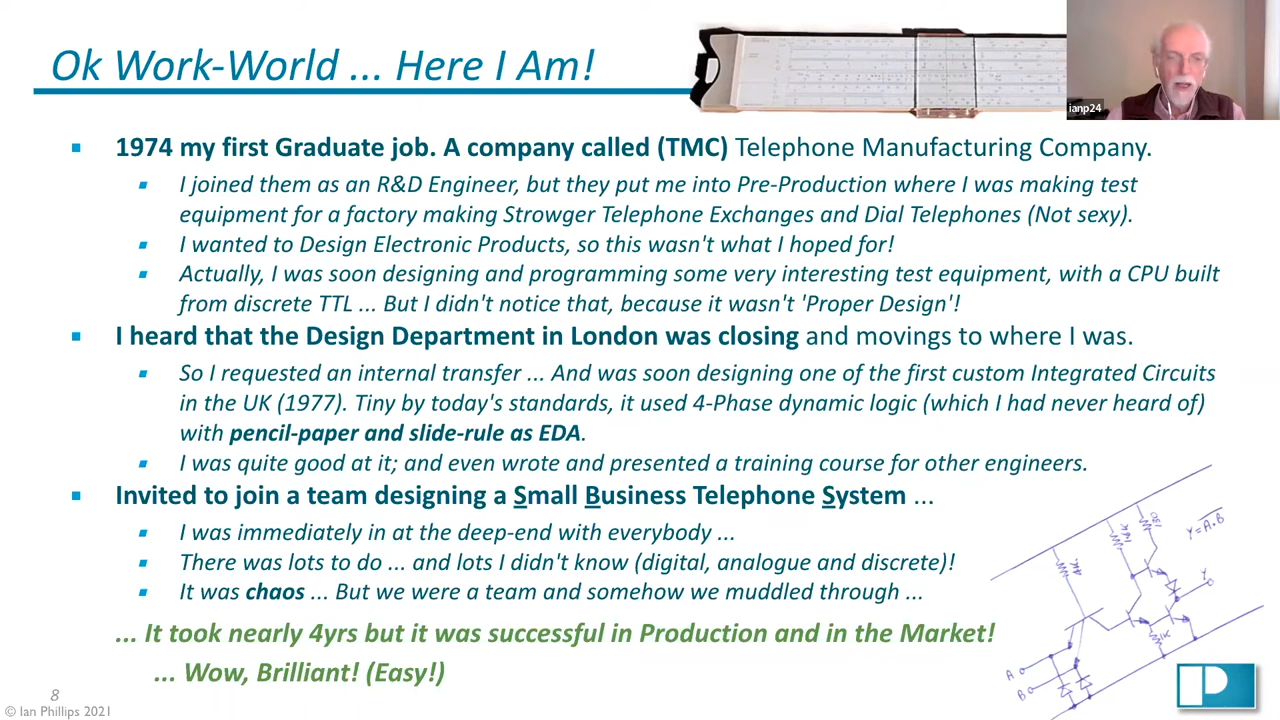 Ok Work-World ... Here I Am!
ianp24
▪ 1974 my first Graduate job. A company called (TMC) Telephone Manufacturing Company.
▪ I joined them as an R&D Engineer, but they put me into Pre-Production where I was making test
equipment for a factory making Strowger Telephone Exchanges and Dial Telephones (Not sexy).
▪ I wanted to Design Electronic Products, so this wasn't what I hoped for!
▪ Actually, I was soon designing and programming some very interesting test equipment, with a CPU built
from discrete TTL ... But I didn't notice that, because it wasn't 'Proper Design'!
▪ I heard that the Design Department in London was closing and movings to where I was.
▪ So I requested an internal transfer ... And was soon designing one of the first custom Integrated Circuits
in the UK (1977). Tiny by today's standards, it used 4-Phase dynamic logic (which I had never heard of)
with pencil-paper and slide-rule as EDA.
▪ I was quite good at it; and even wrote and presented a training course for other engineers.
▪ Invited to join a team designing a Small Business Telephone System ...
▪ I was immediately in at the deep-end with everybody ...
▪ There was lots to do ... and lots I didn't know (digital, analogue and discrete)!
▪ It was chaos ... But we were a team and somehow we muddled through ...
... It took nearly 4yrs but it was successful in Production and in the Market!
... Wow, Brilliant! (Easy!)
4K
130
Y=A.B
Y
1K
A
B
P
8
© Ian Phillips 2021